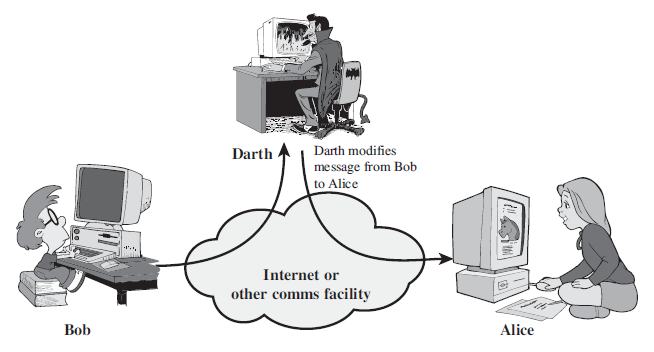 Darth
Darth modifies
message from Bob
to Alice
Internet or
other comms facility
Bob
Alice